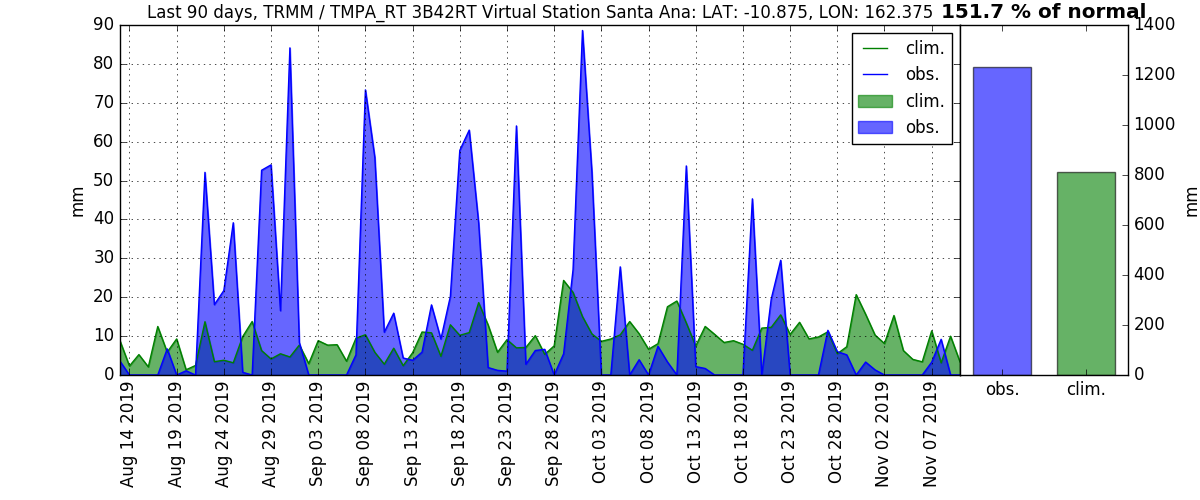 Last 90 days, TRMM / TMPA_RT 3B42RT Virtual Station Santa Ana: LAT: -10.875, LON: 162.375 151.7 % of normal
90
80
70
60
50
40
30
20
10
0
mm
clim.
obs.
clim.
obs.
Aug 14 2019
Aug 19 2019
Aug 24 2019
Aug 29 2019
Sep 03 2019
Sep 08 2019
Sep 13 2019
Sep 18 2019
Sep 23 2019
Sep 28 2019
Oct 03 2019
Oct 08 2019
Oct 13 2019
Oct 18 2019
Oct 23 2019
Oct 28 2019
Nov 02 2019
Nov 07 2019
1400
1200
1000
800
600
400
200
0
mm
obs. clim.